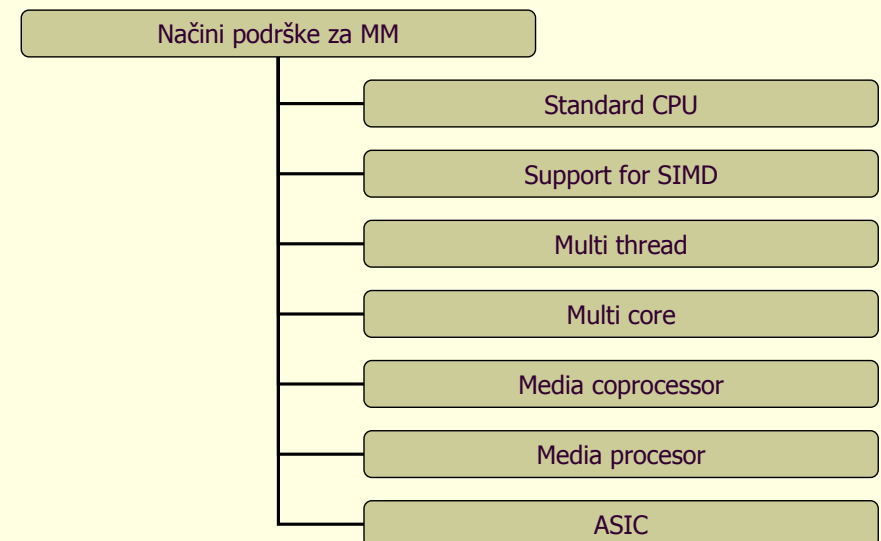 Načini podrške za MM
Standard CPU
Support for SIMD
Multi thread
Multi core
Media coprocessor
Media procesor
ASIC